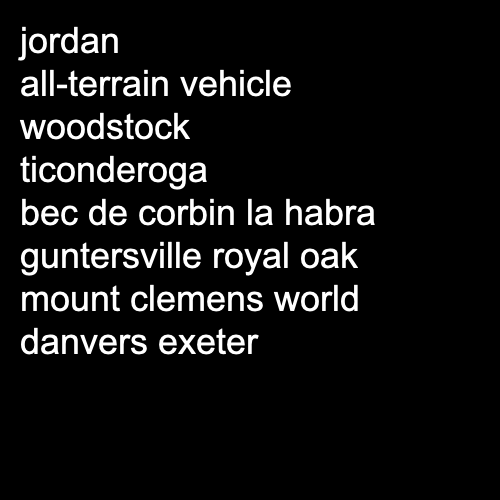 jordan
all-terrain vehicle
woodstock
ticonderoga
bec de corbin la habra
guntersville royal oak
mount clemens world
danvers exeter